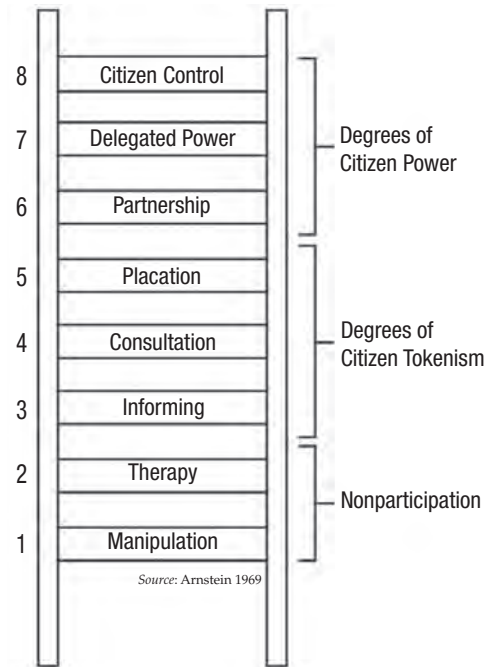 8 Citizen Control
7 Delegated Power
Degrees of
Citizen Power
6 Partnership
5 Placation
4 Consultation
Degrees of
Citizen Tokenism
3 Informing
2 Therapy
Nonparticipation
1 Manipulation
Source: Arnstein 1969